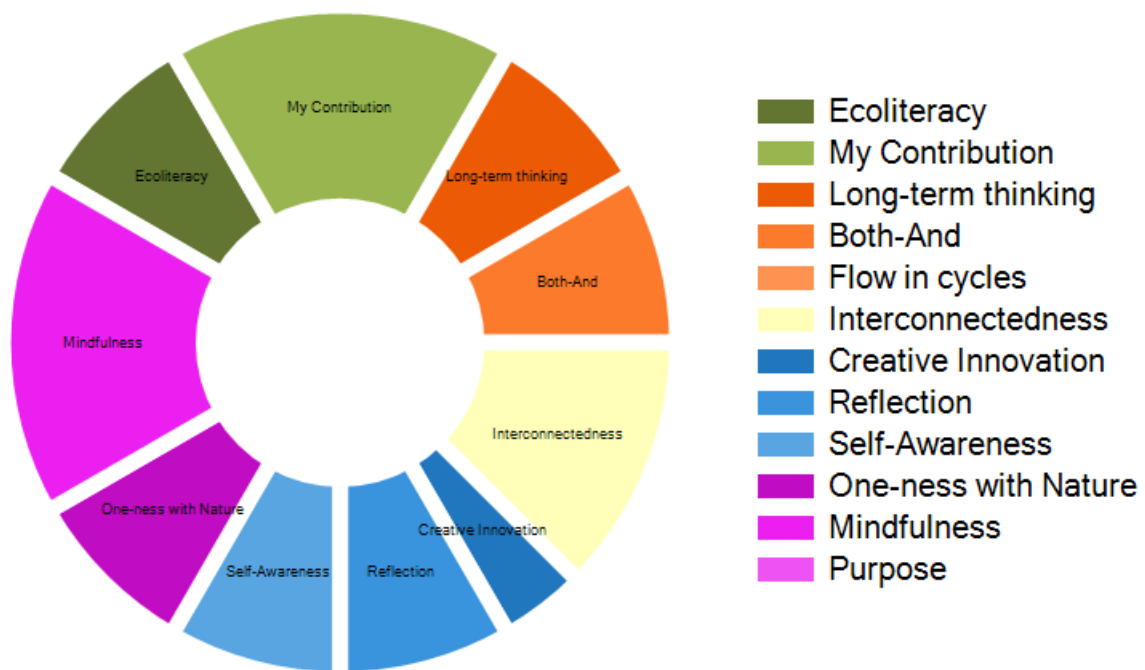 My Contribution
Ecoliteracy
Long-term thinking
Both-And
Mindfulness
Interconnectedness
One-ness with Nature
Creative Innovation
Self-Awareness
Reflection
Ecoliteracy
My Contribution
Long-term thinking
Both-And
Flow in cycles
Interconnectedness
Creative Innovation
Reflection
Self-Awareness
One-ness with Nature
Mindfulness
Purpose